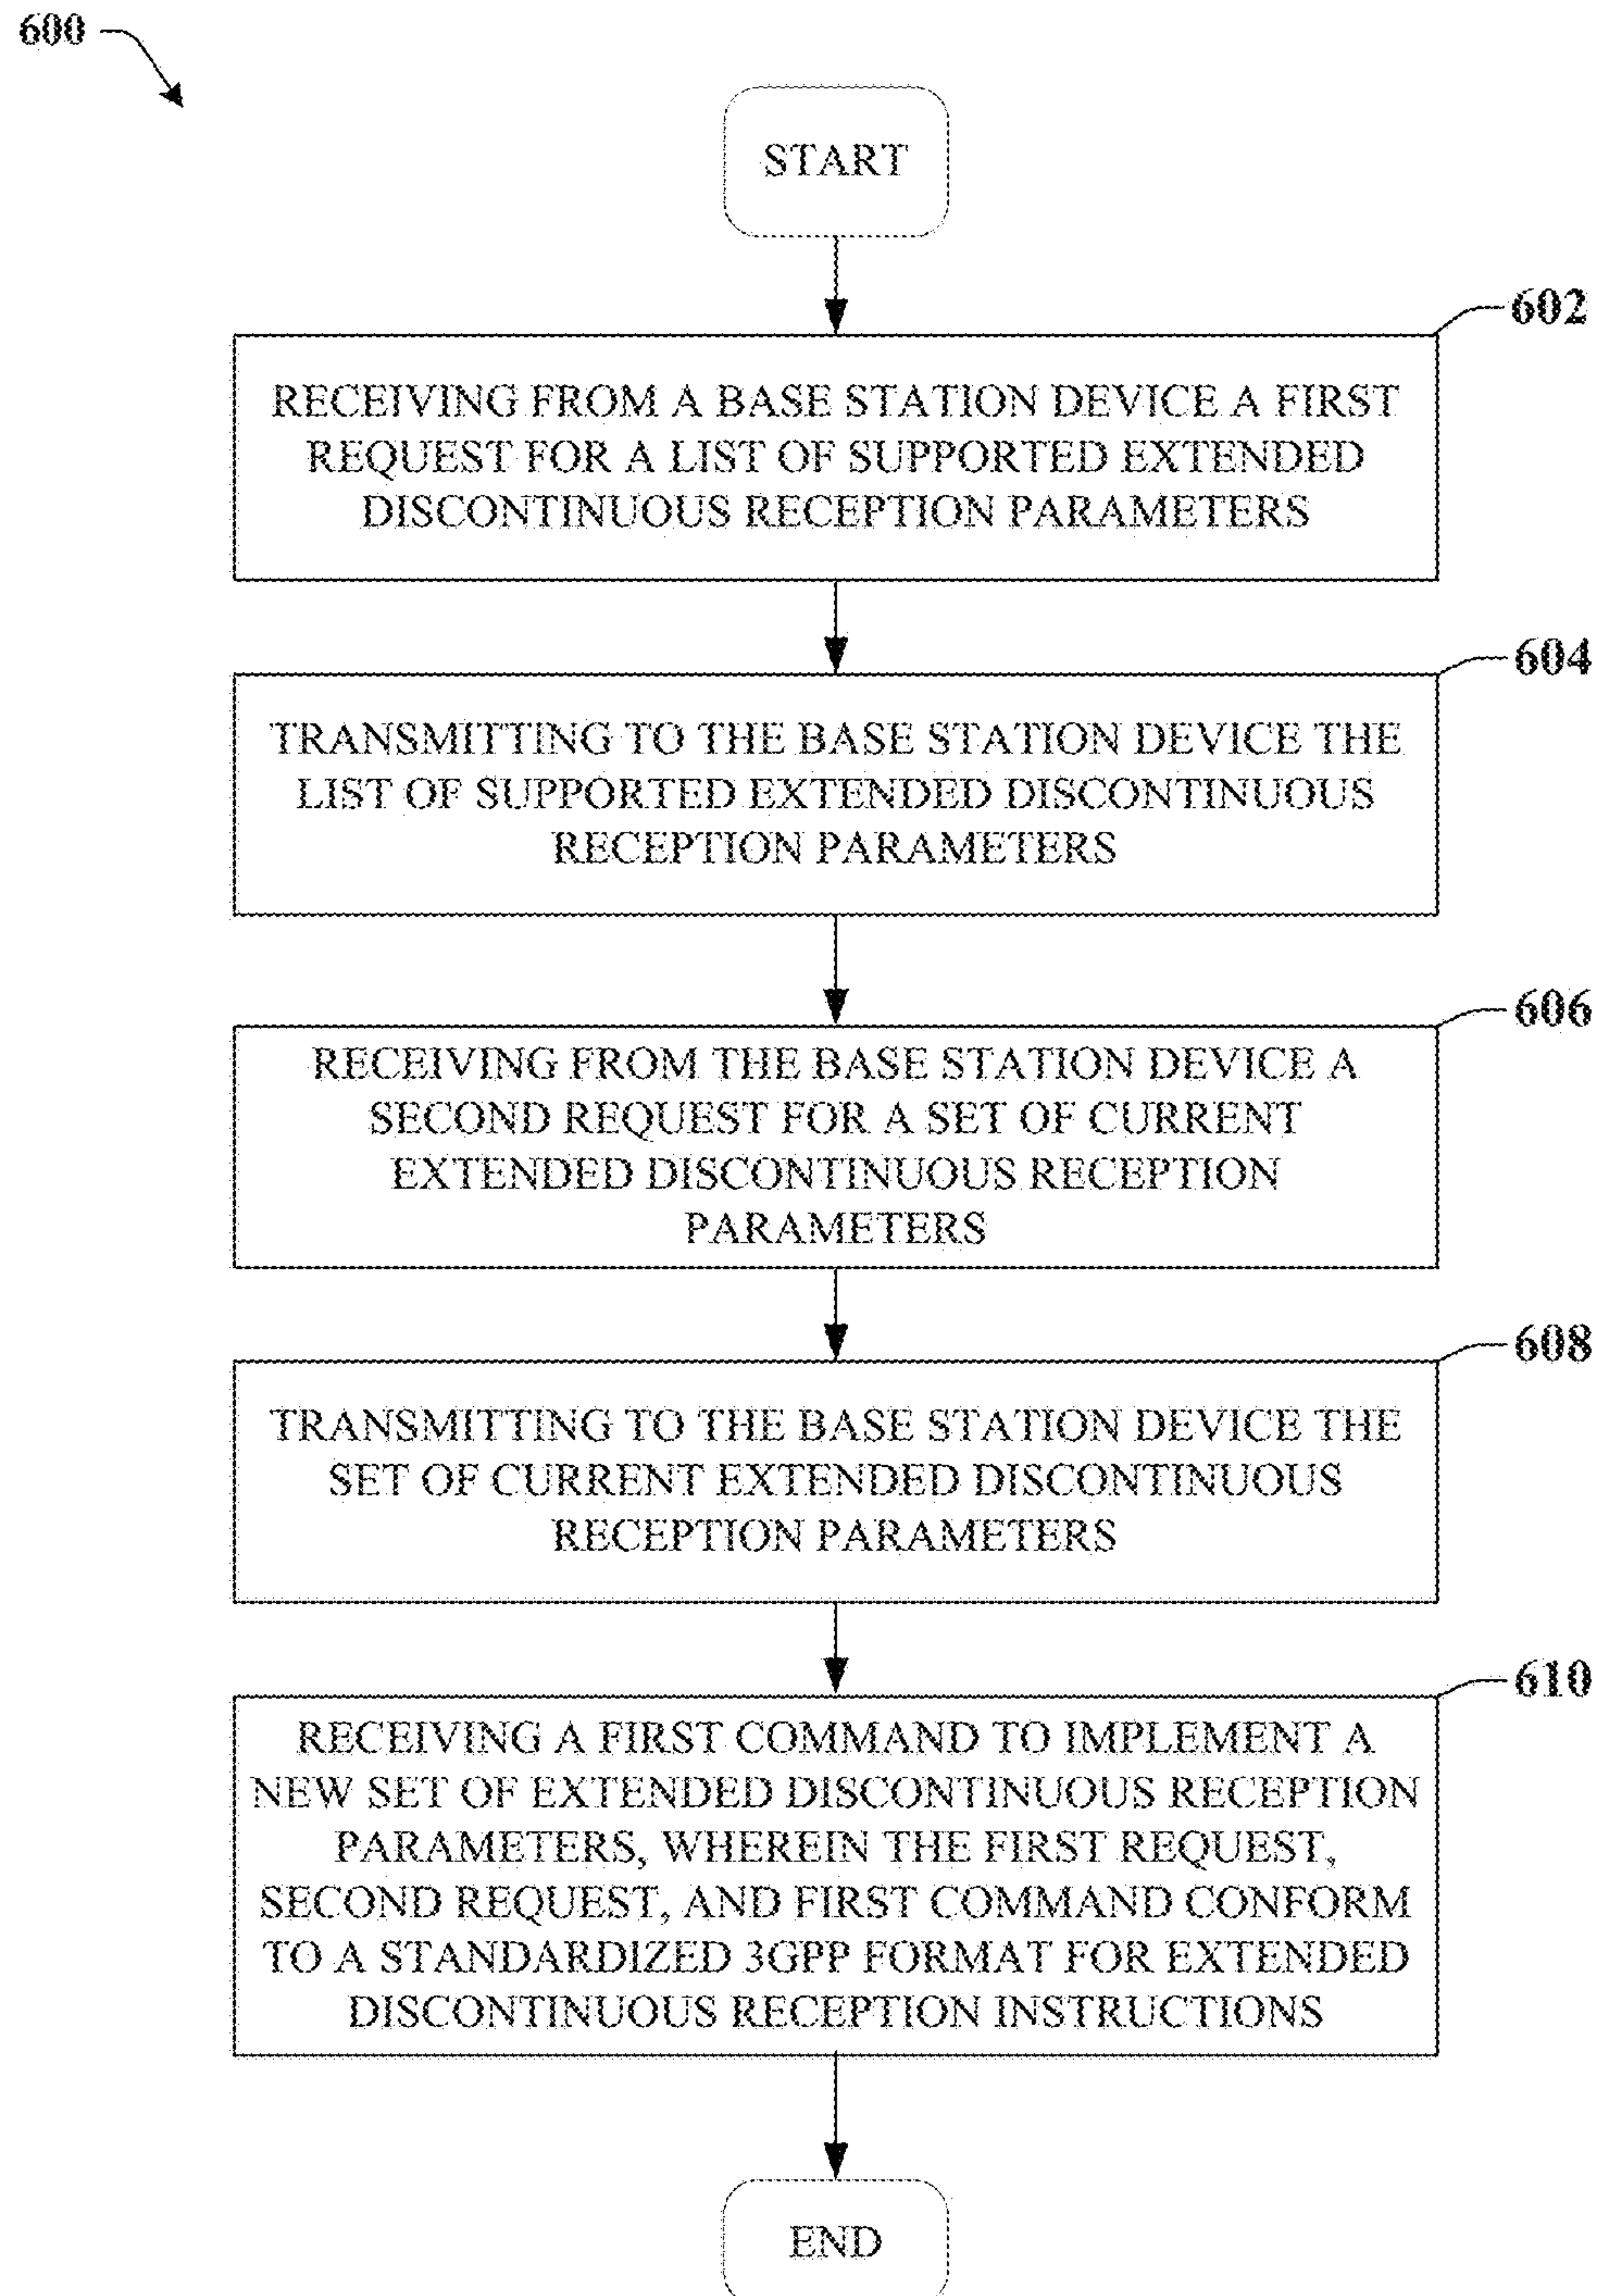 600
START
602
RECEIVING FROM A BASE STATION DEVICE A FIRST
REQUEST FOR A LIST OF SUPPORTED EXTENDED
DISCONTINUOUS RECEPTION PARAMETERS
604
TRANSMITTING TO THE BASE STATION DEVICE THE
LIST OF SUPPORTED EXTENDED DISCONTINUOUS
RECEPTION PARAMETERS
606
RECEIVING FROM THE BASE STATION DEVICE A
SECOND REQUEST FOR A SET OF CURRENT
EXTENDED DISCONTINUOUS RECEPTION
PARAMETERS
608
TRANSMITTING TO THE BASE STATION DEVICE THE
SET OF CURRENT EXTENDED DISCONTINUOUS
RECEPTION PARAMETERS
610
RECEIVING A FIRST COMMAND TO IMPLEMENT A
NEW SET OF EXTENDED DISCONTINUOUS RECEPTION
PARAMETERS, WHEREIN THE FIRST REQUEST,
SECOND REQUEST, AND FIRST COMMAND CONFORM
TO A STANDARDIZED 3GPP FORMAT FOR EXTENDED
DISCONTINUOUS RECEPTION INSTRUCTIONS
END